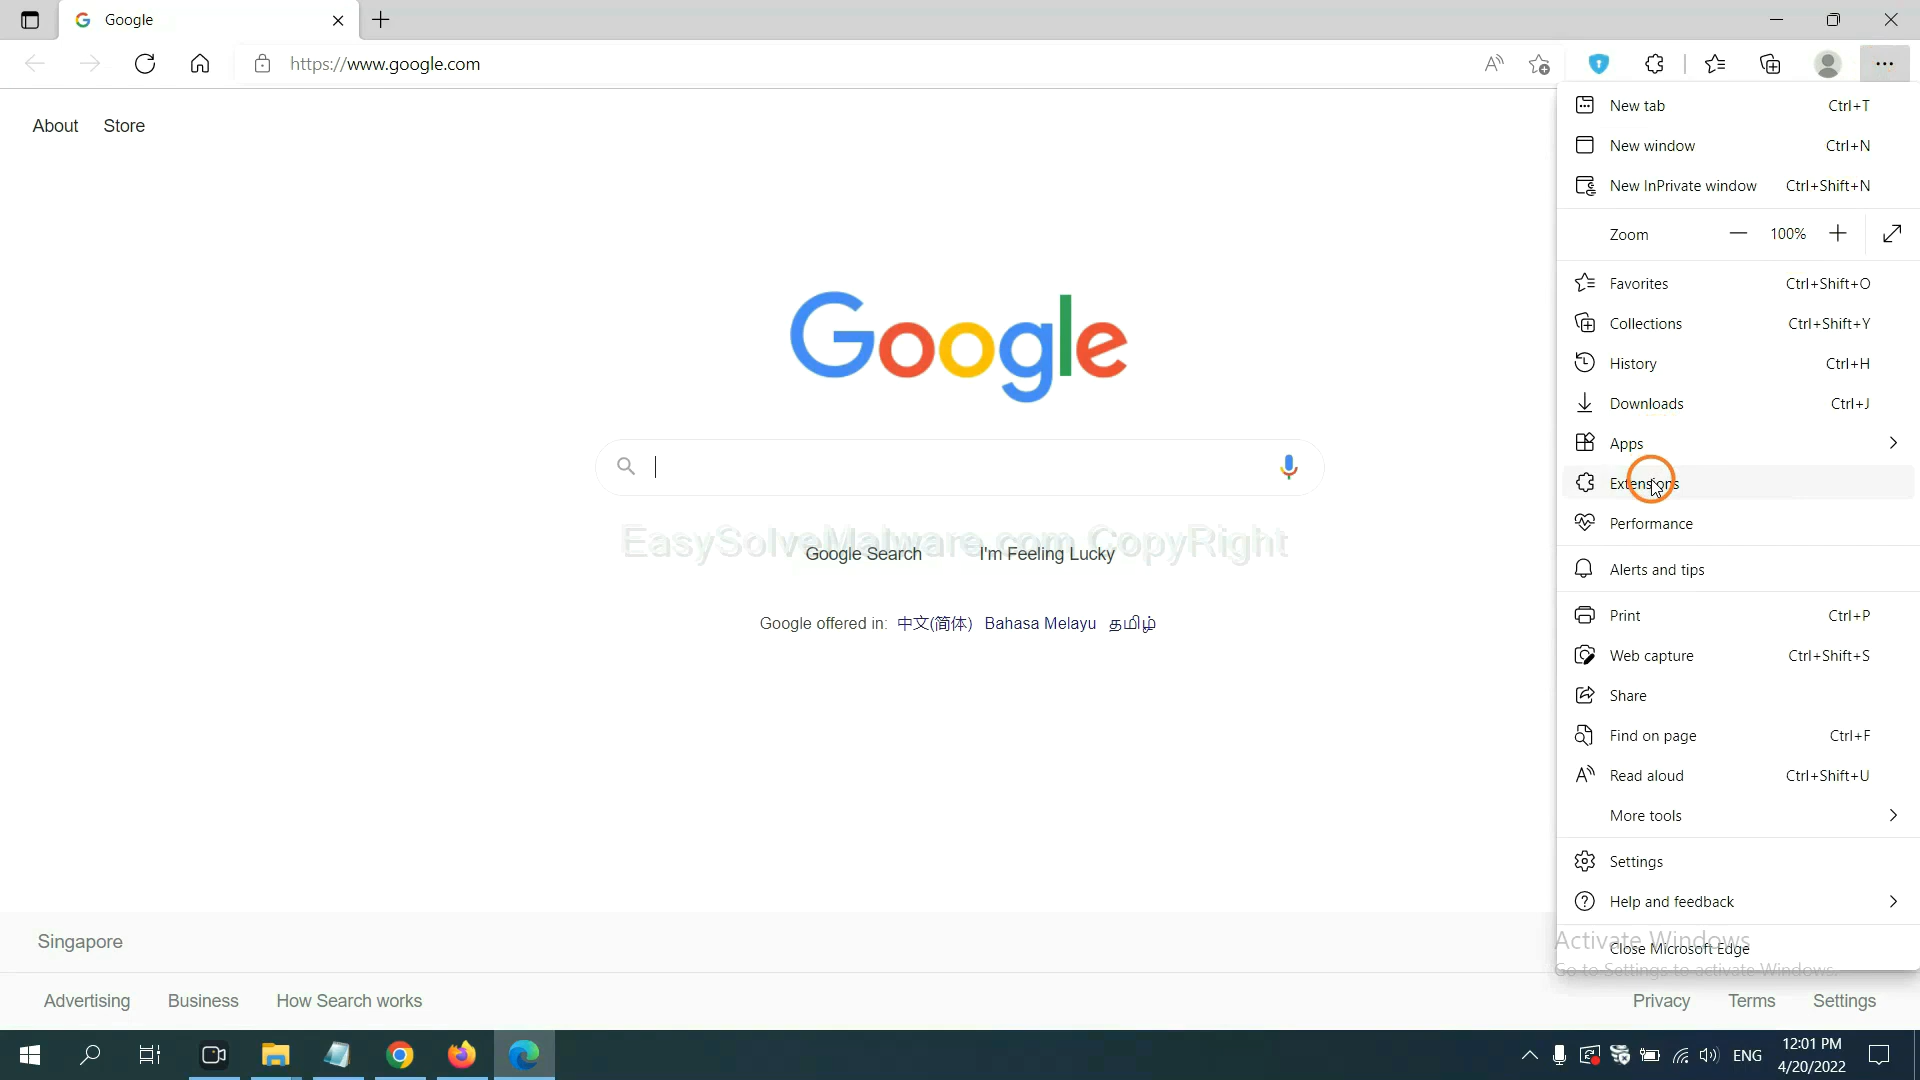 Google
https://www.google.com
About Store
New tab Ctrl+T
New window Ctrl+N
New InPrivate window Ctrl+Shift+N
Zoom 100%
Favorites Ctrl+Shift+O
Collections Ctrl+Shift+Y
History Ctrl+H
Downloads Ctrl+J
Apps
Extensions
Performance
Alerts and tips
Print Ctrl+P
Web capture Ctrl+Shift+S
Share
Find on page Ctrl+F
Read aloud Ctrl+Shift+U
More tools
Settings
Help and feedback
Close Microsoft Edge
Google
EasySolveMalware.com CopyRight
Google Search I'm Feeling Lucky
Google offered in: 中文(简体) Bahasa Melayu தமிழ்
Activate Windows
Go to Settings to activate Windows.
Singapore
Advertising Business How Search works Privacy Terms Settings
ENG
12:01 PM
4/20/2022